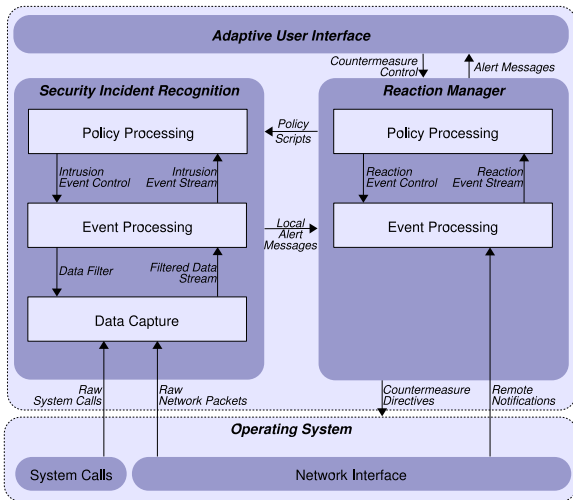 Adaptive User Interface
Countermeasure
Control
Alert Messages
Security Incident Recognition
Reaction Manager
Policy Processing
Policy
Scripts
Policy Processing
Intrusion
Event Control
Intrusion
Event Stream
Reaction
Event Control
Reaction
Event Stream
Event Processing
Local
Alert
Messages
Event Processing
Data Filter
Filtered Data
Stream
Data Capture
Raw
System Calls
Raw
Network Packets
Countermeasure
Directives
Remote
Notifications
Operating System
System Calls
Network Interface